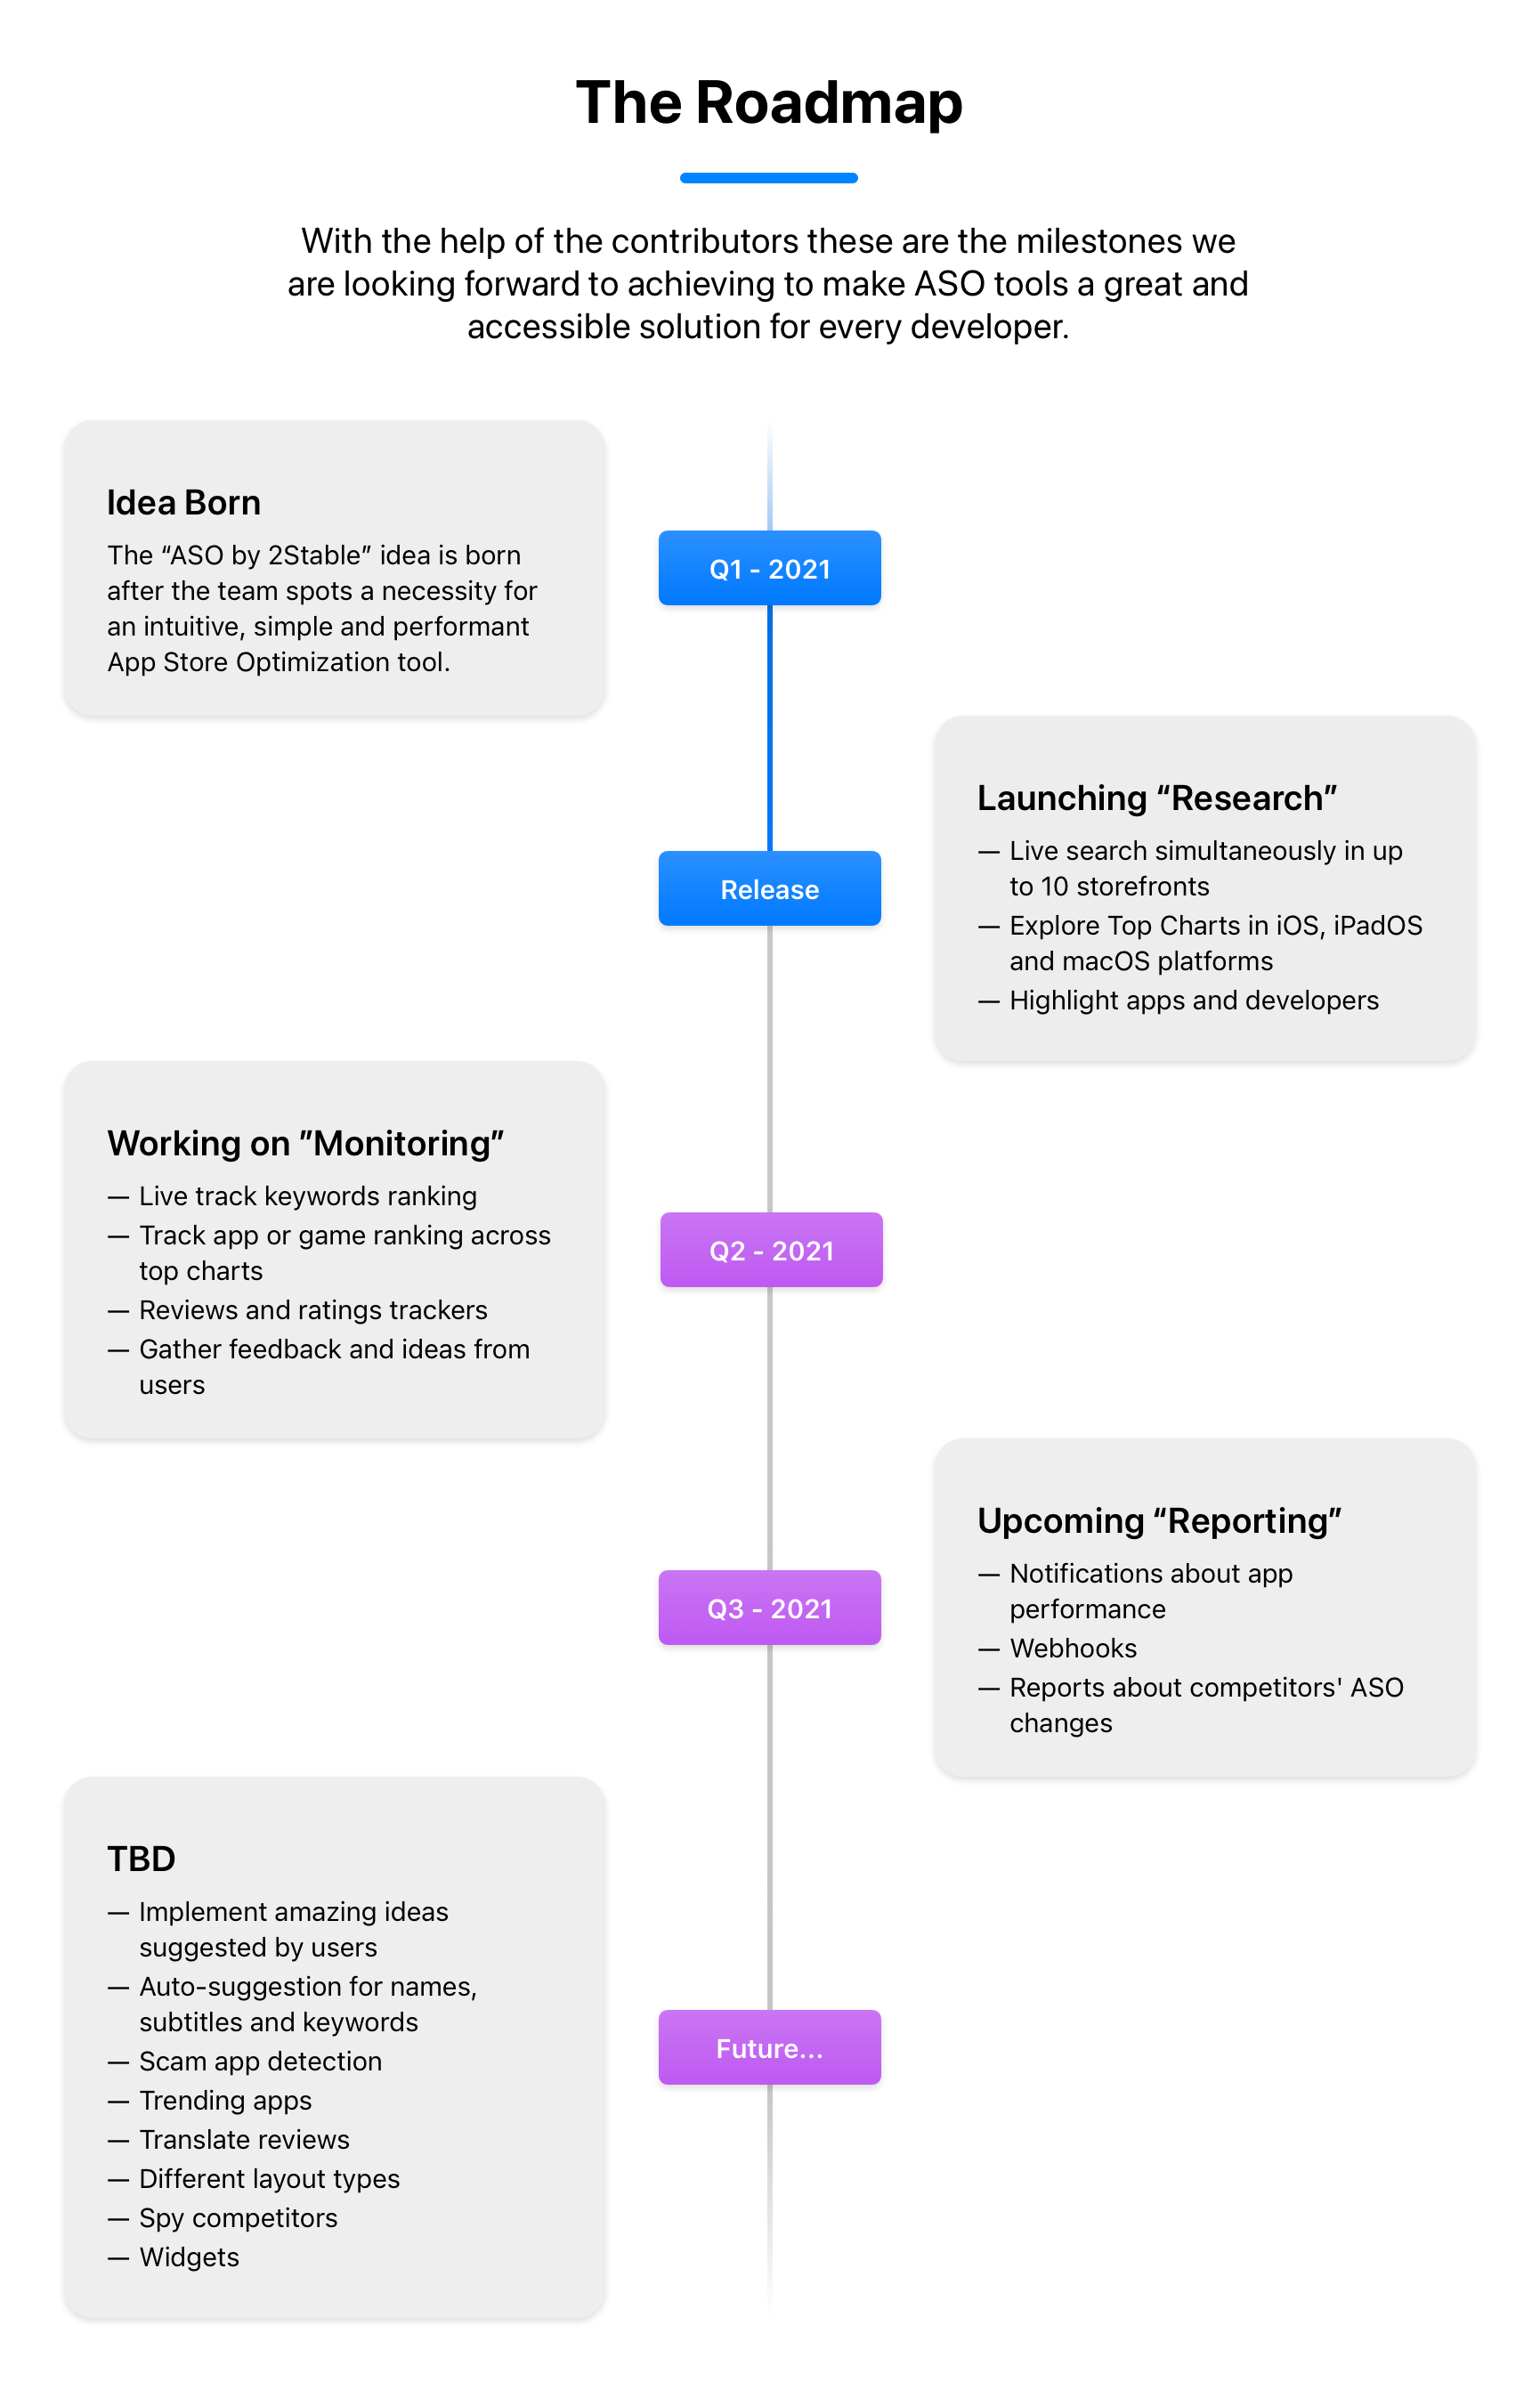 The Roadmap
With the help of the contributors these are the milestones we
are looking forward to achieving to make ASO tools a great and
accessible solution for every developer.
Idea Born
The “ASO by 2Stable” idea is born
after the team spots a necessity for
an intuitive, simple and performant
App Store Optimization tool.
Q1 - 2021
Launching “Research”
— Live search simultaneously in up
to 10 storefronts
— Explore Top Charts in iOS, iPadOS
and macOS platforms
— Highlight apps and developers
Release
Working on ”Monitoring”
— Live track keywords ranking
— Track app or game ranking across
top charts
— Reviews and ratings trackers
— Gather feedback and ideas from
users
Q2 - 2021
Upcoming “Reporting”
— Notifications about app
performance
— Webhooks
— Reports about competitors' ASO
changes
Q3 - 2021
TBD
— Implement amazing ideas
suggested by users
— Auto-suggestion for names,
subtitles and keywords
— Scam app detection
— Trending apps
— Translate reviews
— Different layout types
— Spy competitors
— Widgets
Future...